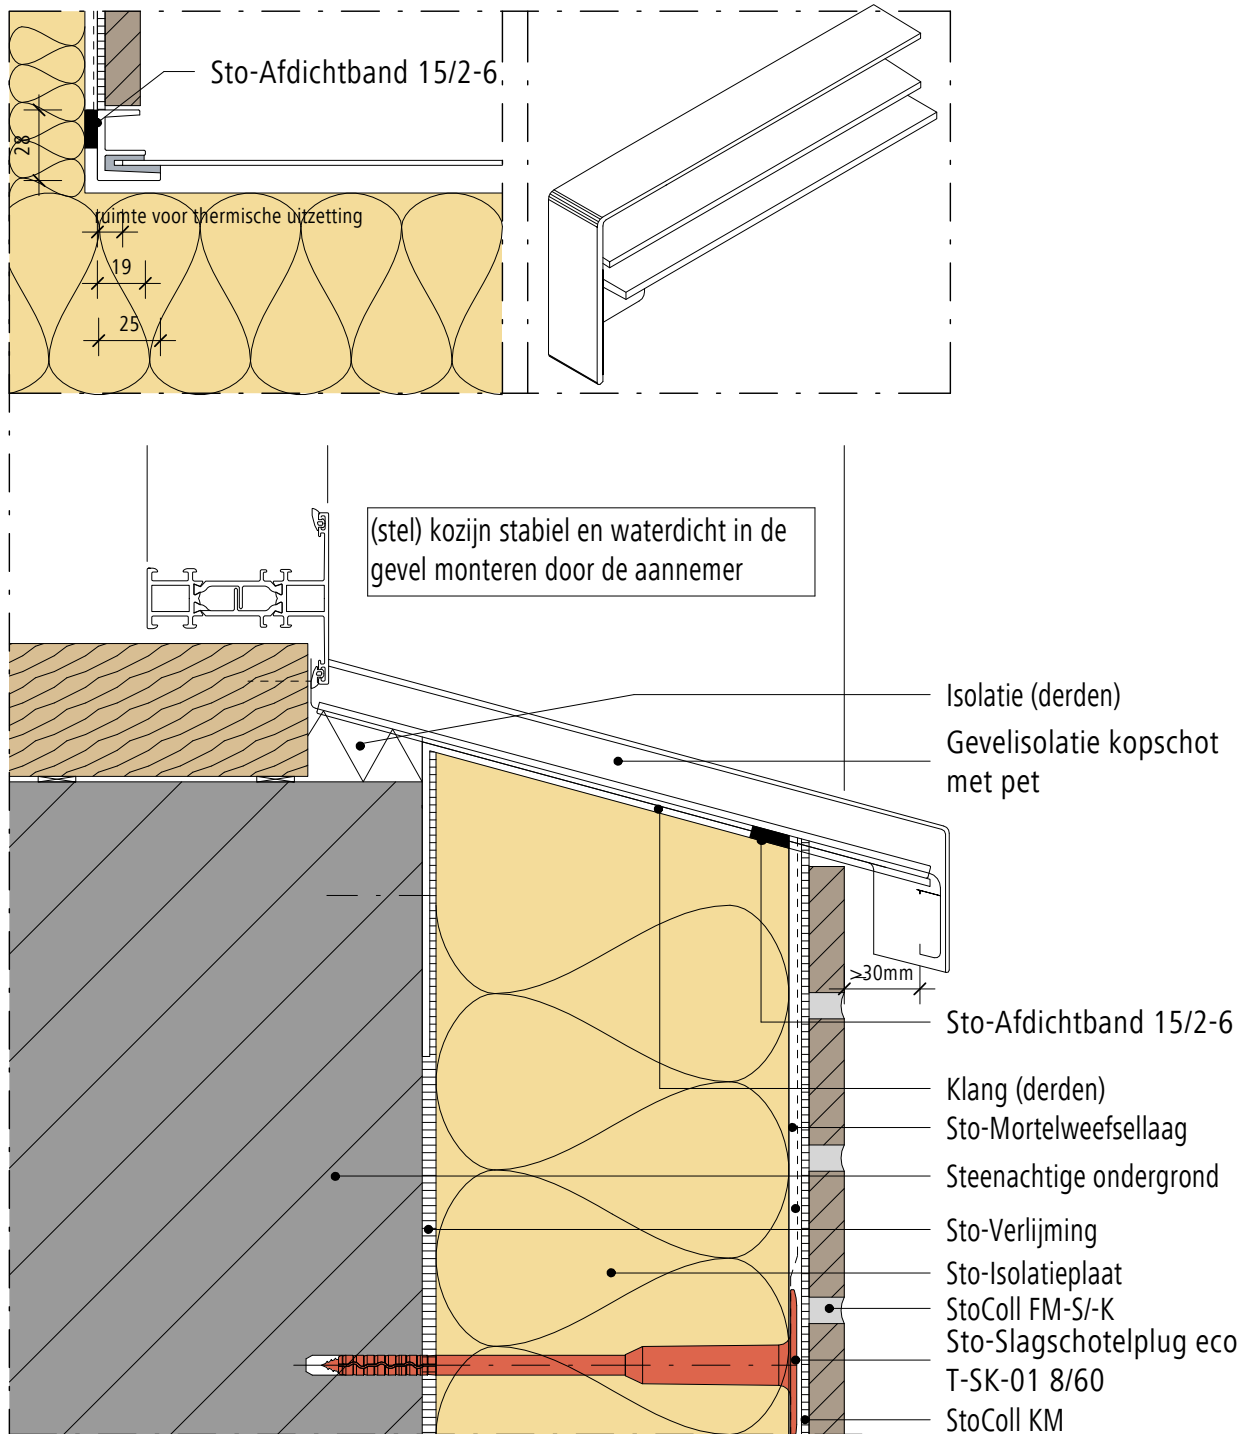 Sto-Afdichtband 15/2-6
28
ruimte voor thermische uitzetting
19
25
(stel) kozijn stabiel en waterdicht in de
gevel monteren door de aannemer
Isolatie (derden)
Gevelisolatie kopschot
met pet
>30mm
Sto-Afdichtband 15/2-6
Klang (derden)
Sto-Mortelweefsellaag
Steenachtige ondergrond
Sto-Verlijming
Sto-Isolatieplaat
StoColl FM-S/-K
Sto-Slagschotelplug eco
T-SK-01 8/60
StoColl KM